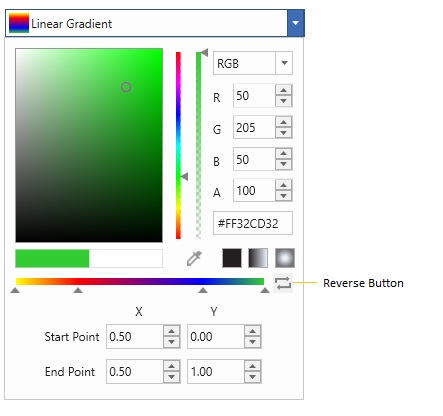 Linear Gradient
RGB
R 50
G 205
B 50
A 100
#FF32CD32
Reverse Button
X Y
Start Point 0.50 0.00
End Point 0.50 1.00